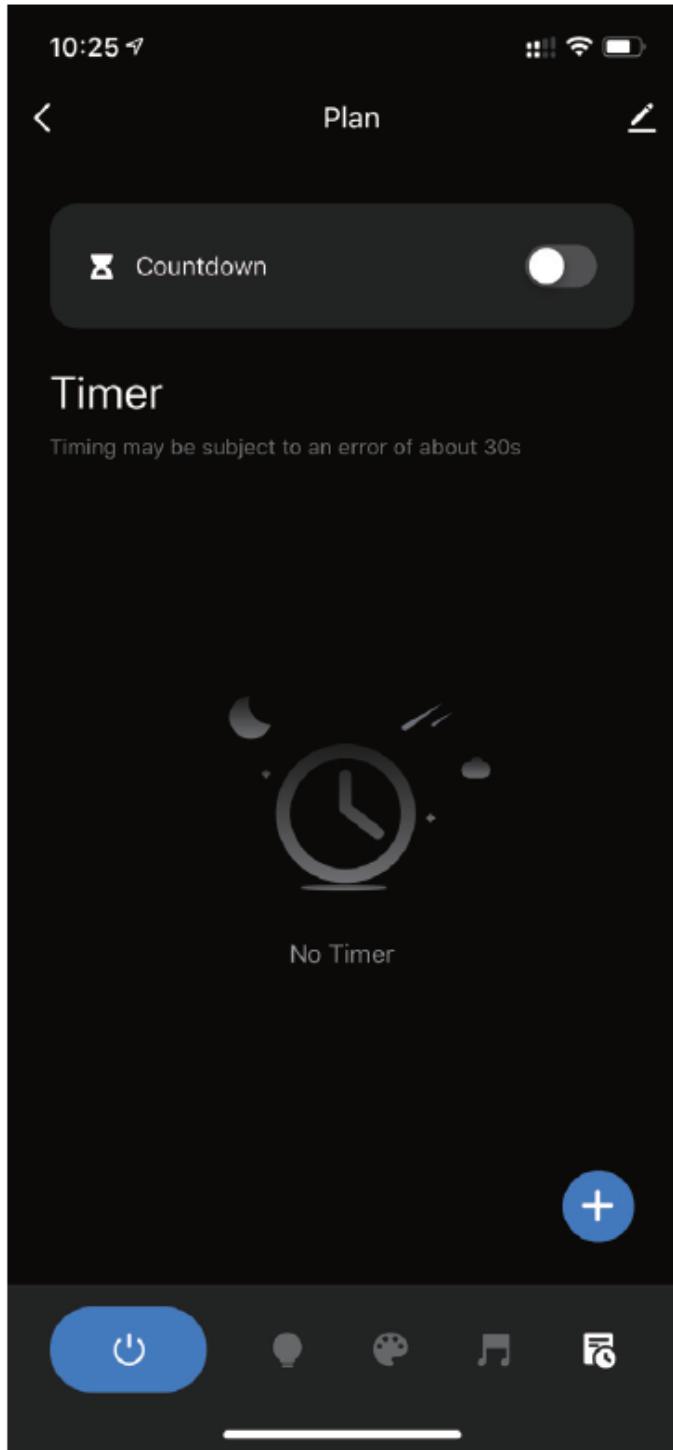 10:25
Plan
Countdown
Timer
Timing may be subject to an error of about 30s
No Timer